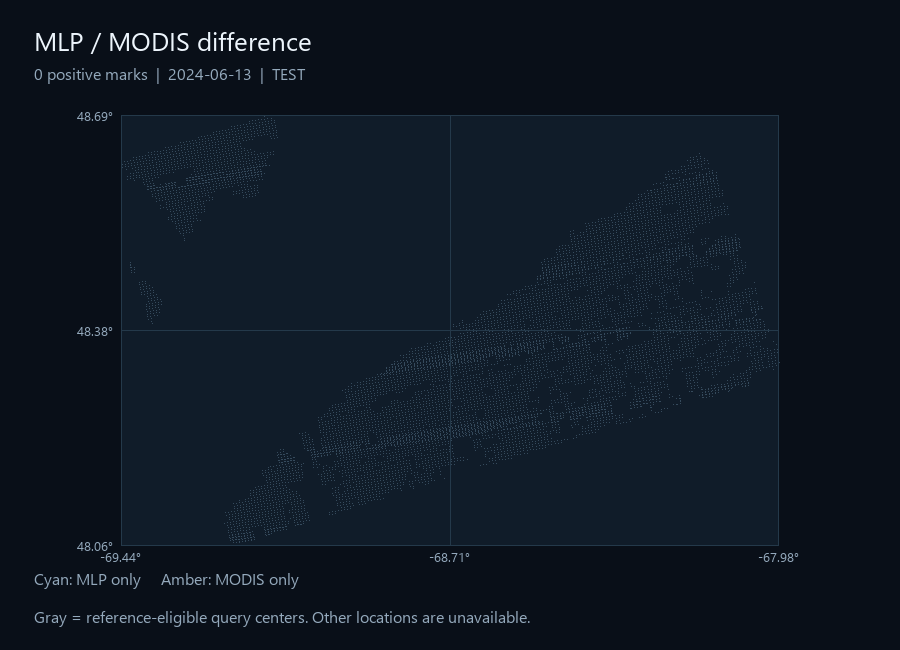 MLP / MODIS difference
0 positive marks | 2024-06-13 | TEST
48.69°
48.38°
48.06°
-69.44° -68.71° -67.98°
Cyan: MLP only Amber: MODIS only
Gray = reference-eligible query centers. Other locations are unavailable.